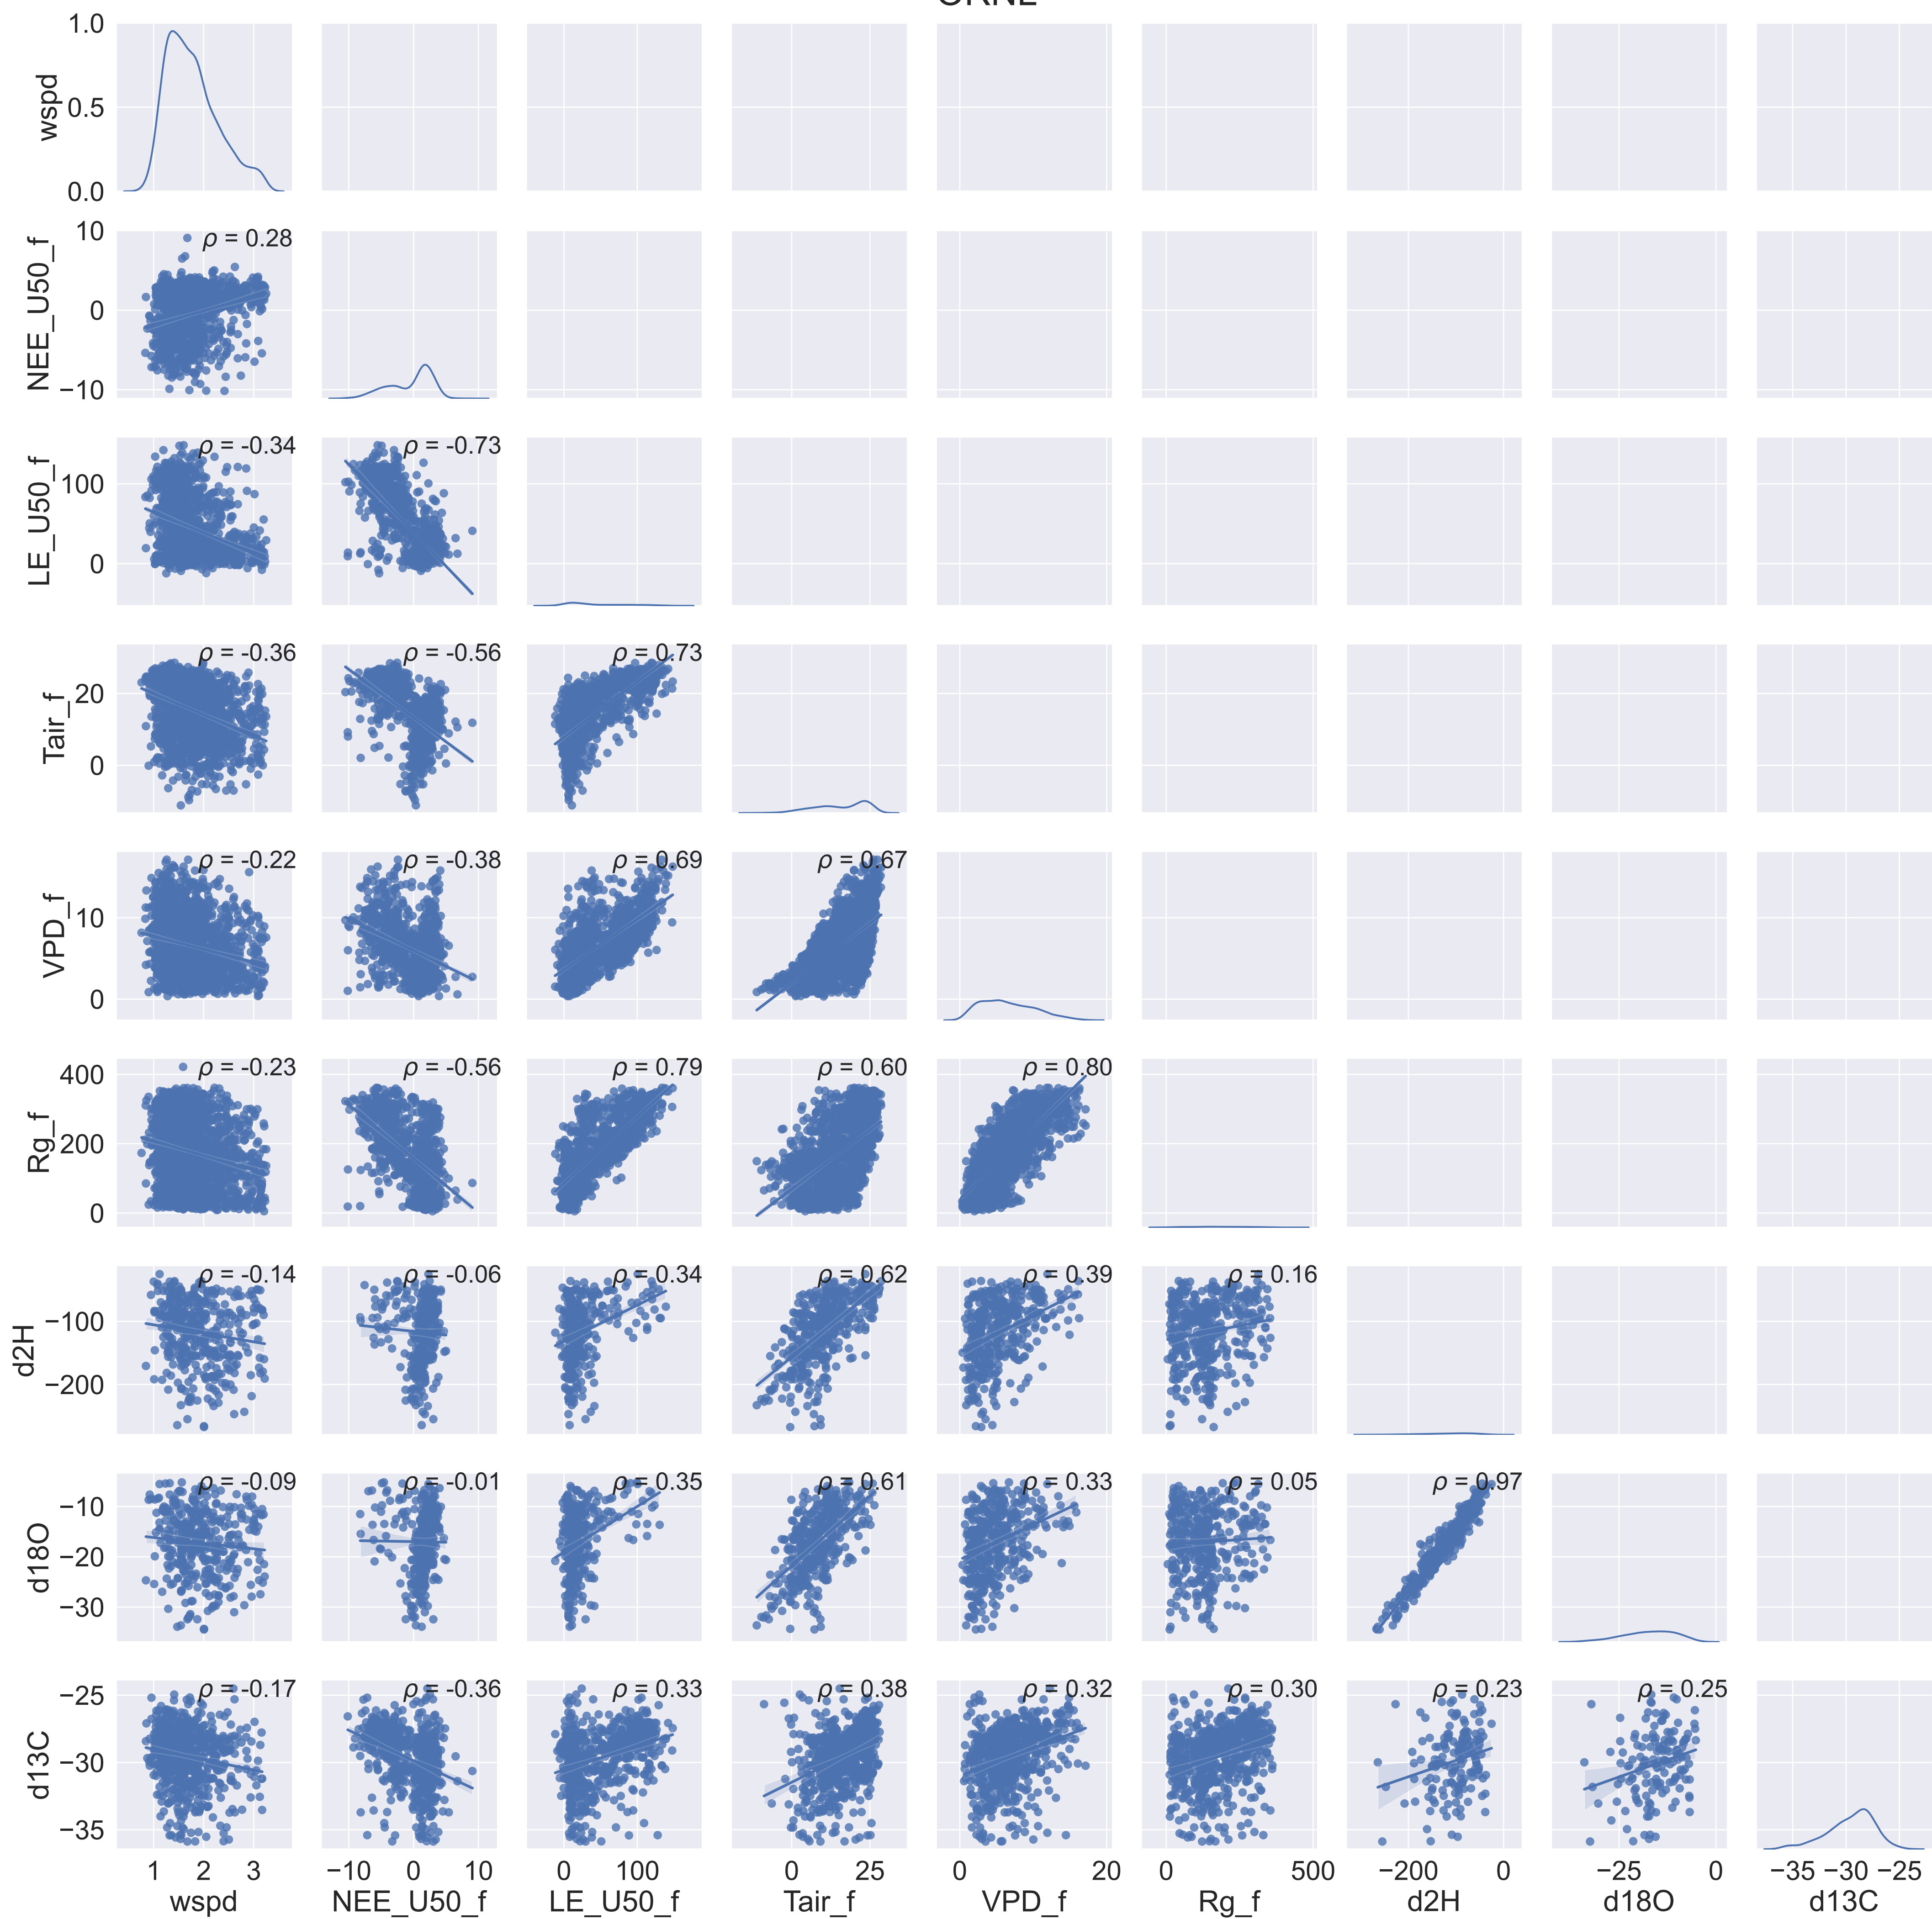 1.0
wspd
0.5
0.0
10
NEE_U50_f
0
−10
ρ = 0.28
LE_U50_f
100
0
ρ = -0.34
ρ = -0.73
Tair_f
20
0
ρ = -0.36
ρ = -0.56
ρ = 0.73
VPD_f
10
0
ρ = -0.22
ρ = -0.38
ρ = 0.69
ρ = 0.67
Rg_f
400
200
0
ρ = -0.23
ρ = -0.56
ρ = 0.79
ρ = 0.60
ρ = 0.80
d2H
−100
−200
ρ = -0.14
ρ = -0.06
ρ = 0.34
ρ = 0.62
ρ = 0.39
ρ = 0.16
d18O
−10
−20
−30
ρ = -0.09
ρ = -0.01
ρ = 0.35
ρ = 0.61
ρ = 0.33
ρ = 0.05
ρ = 0.97
d13C
−25
−30
−35
ρ = -0.17
ρ = -0.36
ρ = 0.33
ρ = 0.38
ρ = 0.32
ρ = 0.30
ρ = 0.23
ρ = 0.25
1 2 3
wspd
−10 0 10
NEE_U50_f
0 100
LE_U50_f
0 25
Tair_f
0 20
VPD_f
0 500
Rg_f
−200 0
d2H
−25 0
d18O
−35 −30 −25
d13C